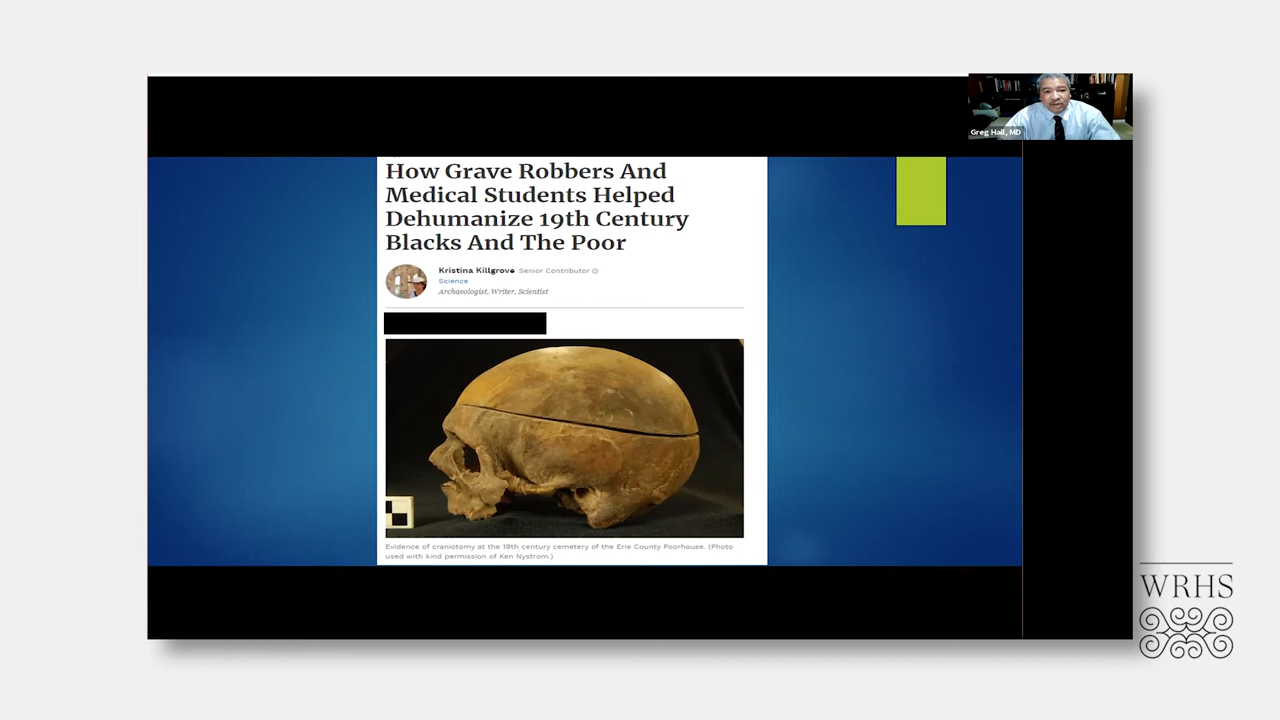 Greg Hall, MD
How Grave Robbers And
Medical Students Helped
Dehumanize 19th Century
Blacks And The Poor
Kristina Killgrove Senior Contributor
Science
Archaeologist, Writer, Scientist
Evidence of craniotomy at the 19th century cemetery of the Erie County Poorhouse. (Photo
used with kind permission of Ken Nystrom.)
WRHS